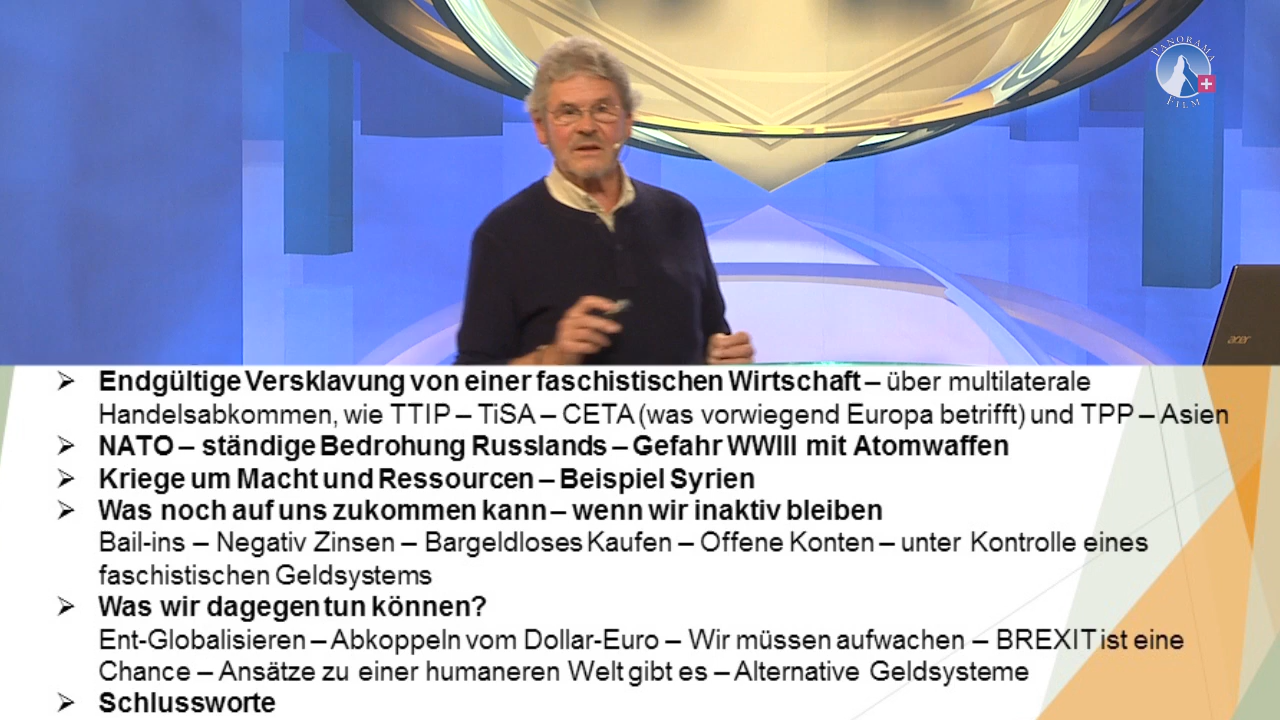 PANORAMA
FILM
acer
Endgültige Versklavung von einer faschistischen Wirtschaft – über multilaterale
Handelsabkommen, wie TTIP – TiSA – CETA (was vorwiegend Europa betrifft) und TPP – Asien
NATO – ständige Bedrohung Russlands – Gefahr WWIII mit Atomwaffen
Kriege um Macht und Ressourcen – Beispiel Syrien
Was noch auf uns zukommen kann – wenn wir inaktiv bleiben
Bail-ins – Negativ Zinsen – Bargeldloses Kaufen – Offene Konten – unter Kontrolle eines
faschistischen Geldsystems
Was wir dagegen tun können?
Ent-Globalisieren – Abkoppeln vom Dollar-Euro – Wir müssen aufwachen – BREXIT ist eine
Chance – Ansätze zu einer humaneren Welt gibt es – Alternative Geldsysteme
Schlussworte